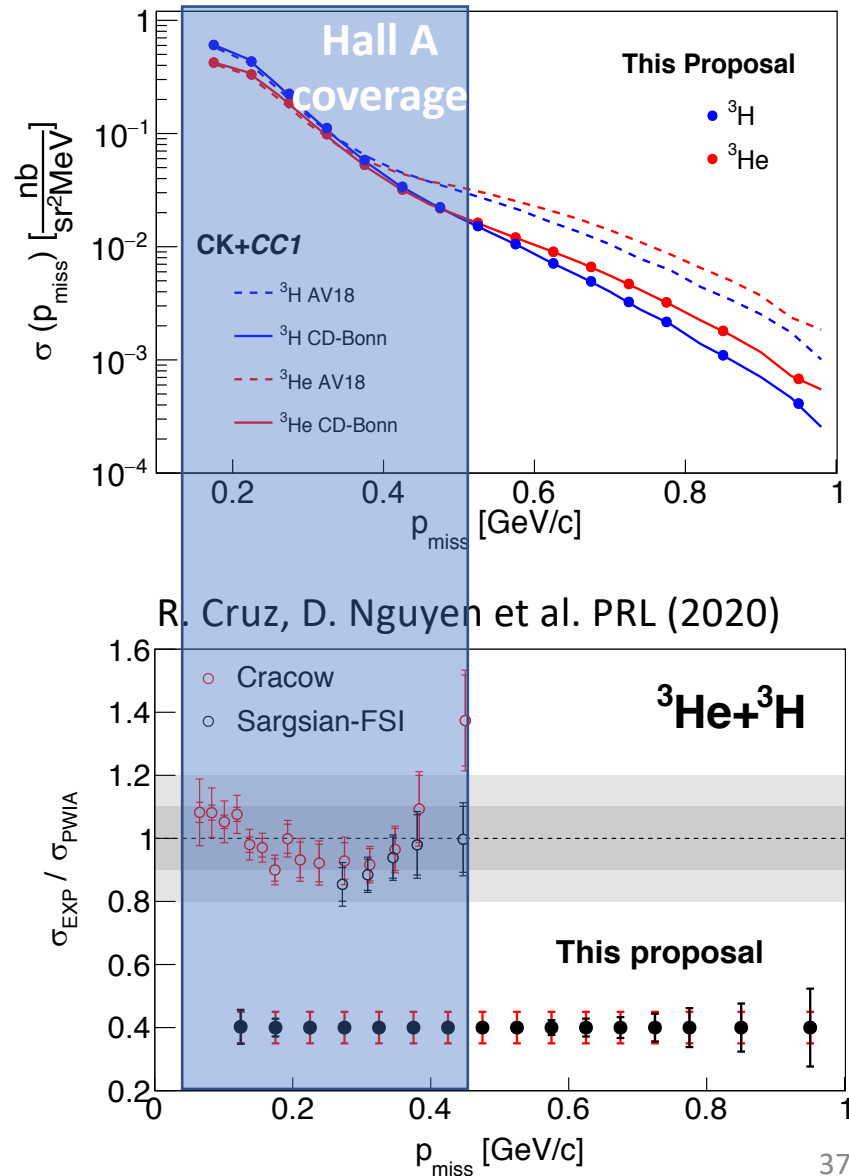 1
10⁻¹
10⁻²
10⁻³
10⁻⁴
σ (p_miss) [nb/sr²MeV]
Hall A
coverage
This Proposal
³H
³He
CK+CC1
³H AV18
³H CD-Bonn
³He AV18
³He CD-Bonn
0.2 0.4 0.6 0.8 1
p_miss [GeV/c]
R. Cruz, D. Nguyen et al. PRL (2020)
1.6
1.4
1.2
1
0.8
0.6
0.4
0.2
σ_EXP / σ_PWIA
Cracow
Sargsian-FSI
³He+³H
This proposal
0 0.2 0.4 0.6 0.8 1
p_miss [GeV/c]
37